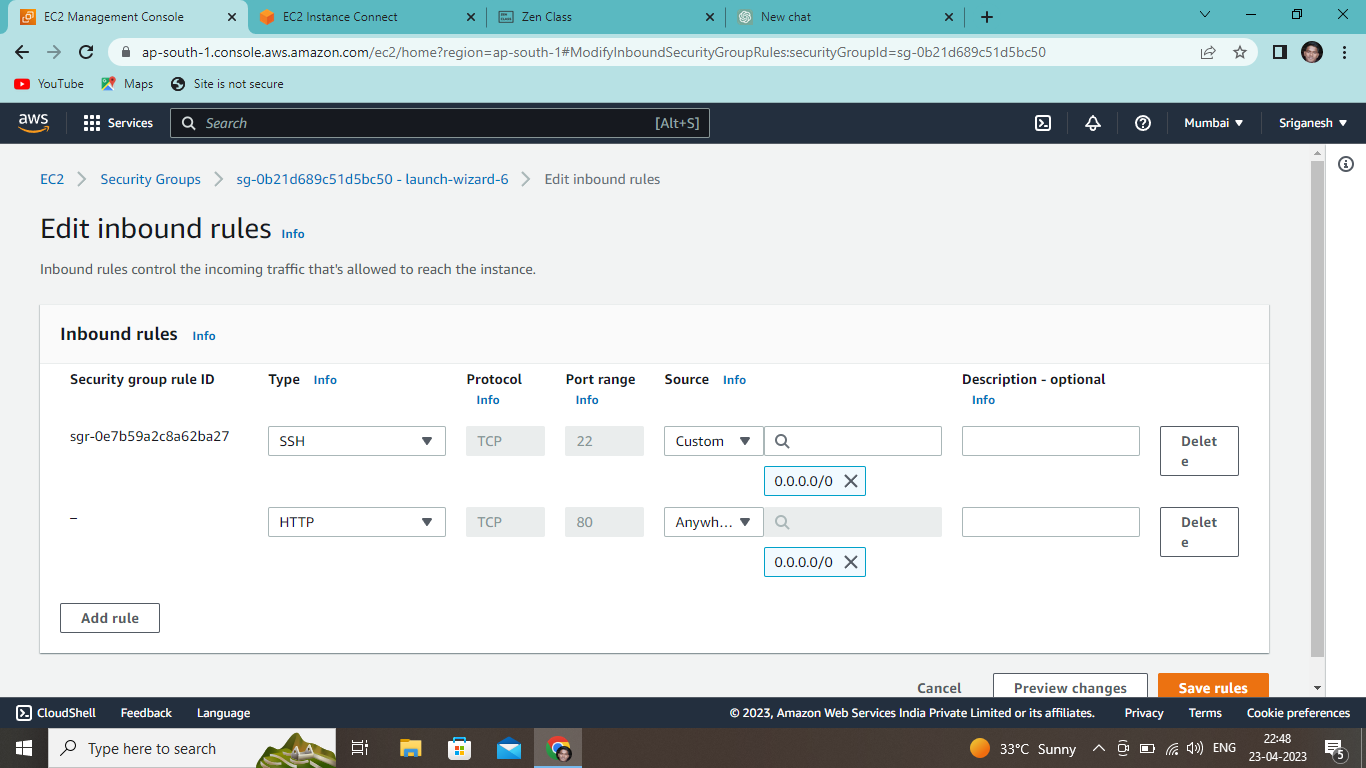 EC2 Management Console
EC2 Instance Connect
Zen Class
New chat
ap-south-1.console.aws.amazon.com/ec2/home?region=ap-south-1#ModifyInboundSecurityGroupRules:securityGroupId=sg-0b21d689c51d5bc50
YouTube
Maps
Site is not secure
aws
Services
Search
[Alt+S]
Mumbai
Sriganesh
EC2
Security Groups
sg-0b21d689c51d5bc50 - launch-wizard-6
Edit inbound rules
Edit inbound rules Info
Inbound rules control the incoming traffic that's allowed to reach the instance.
Inbound rules Info
Security group rule ID
Type Info
Protocol
Info
Port range
Info
Source Info
Description - optional
Info
sgr-0e7b59a2c8a62ba27
SSH
TCP
22
Custom
0.0.0.0/0
Delet
e
–
HTTP
TCP
80
Anywh...
0.0.0.0/0
Delet
e
Add rule
Cancel
Preview changes
Save rules
CloudShell
Feedback
Language
© 2023, Amazon Web Services India Private Limited or its affiliates.
Privacy
Terms
Cookie preferences
Type here to search
33°C Sunny
ENG
22:48
23-04-2023
5